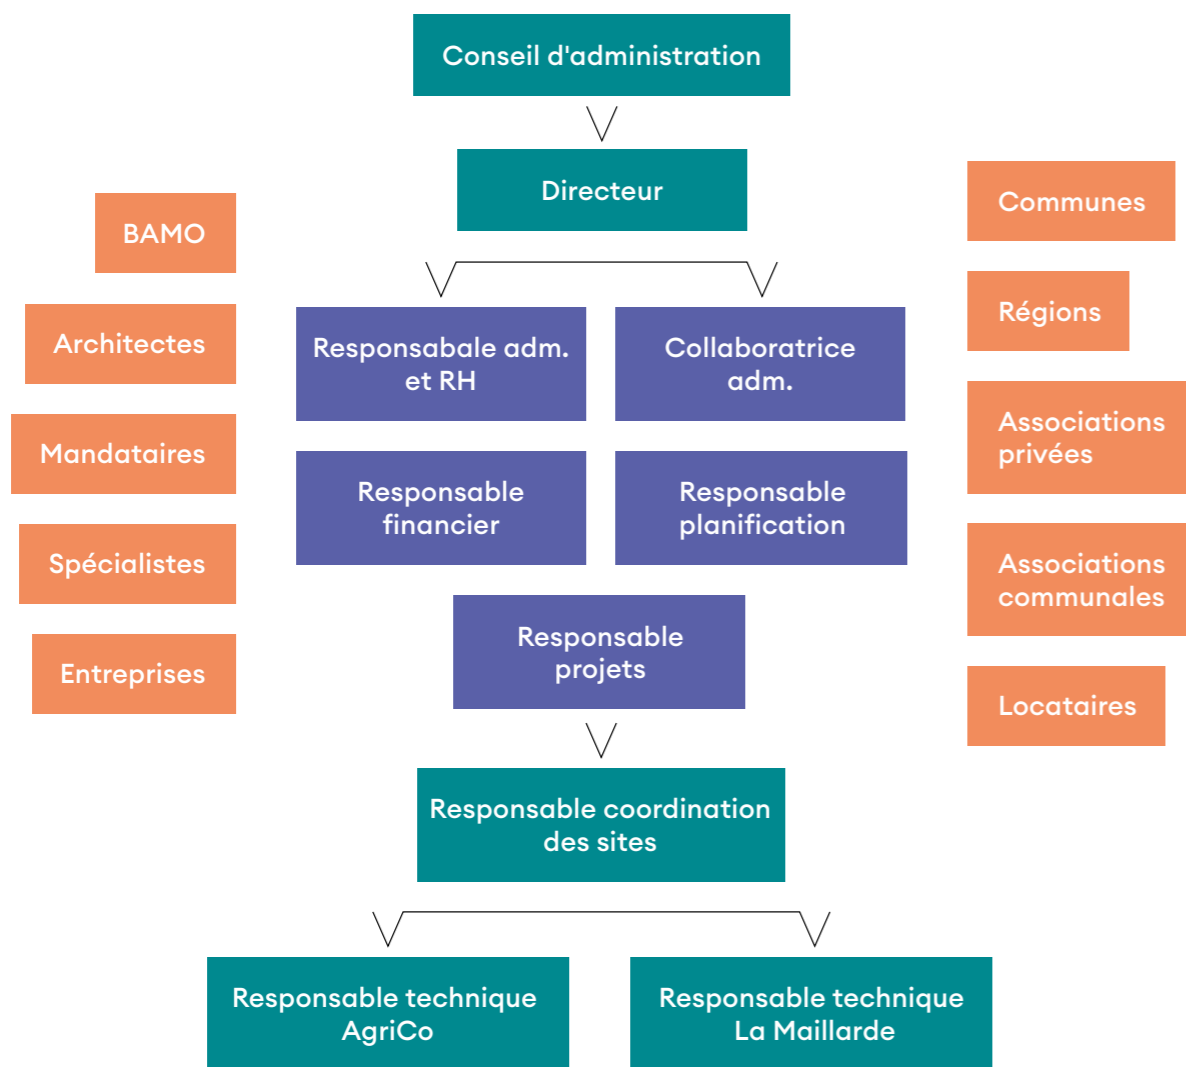 Conseil d'administration
Directeur
BAMO
Architectes
Mandataires
Spécialistes
Entreprises
Responsabale adm.
et RH
Collaboratrice
adm.
Responsable
financier
Responsable
planification
Responsable
projets
Communes
Régions
Associations
privées
Associations
communales
Locataires
Responsable coordination
des sites
Responsable technique
AgriCo
Responsable technique
La Maillarde